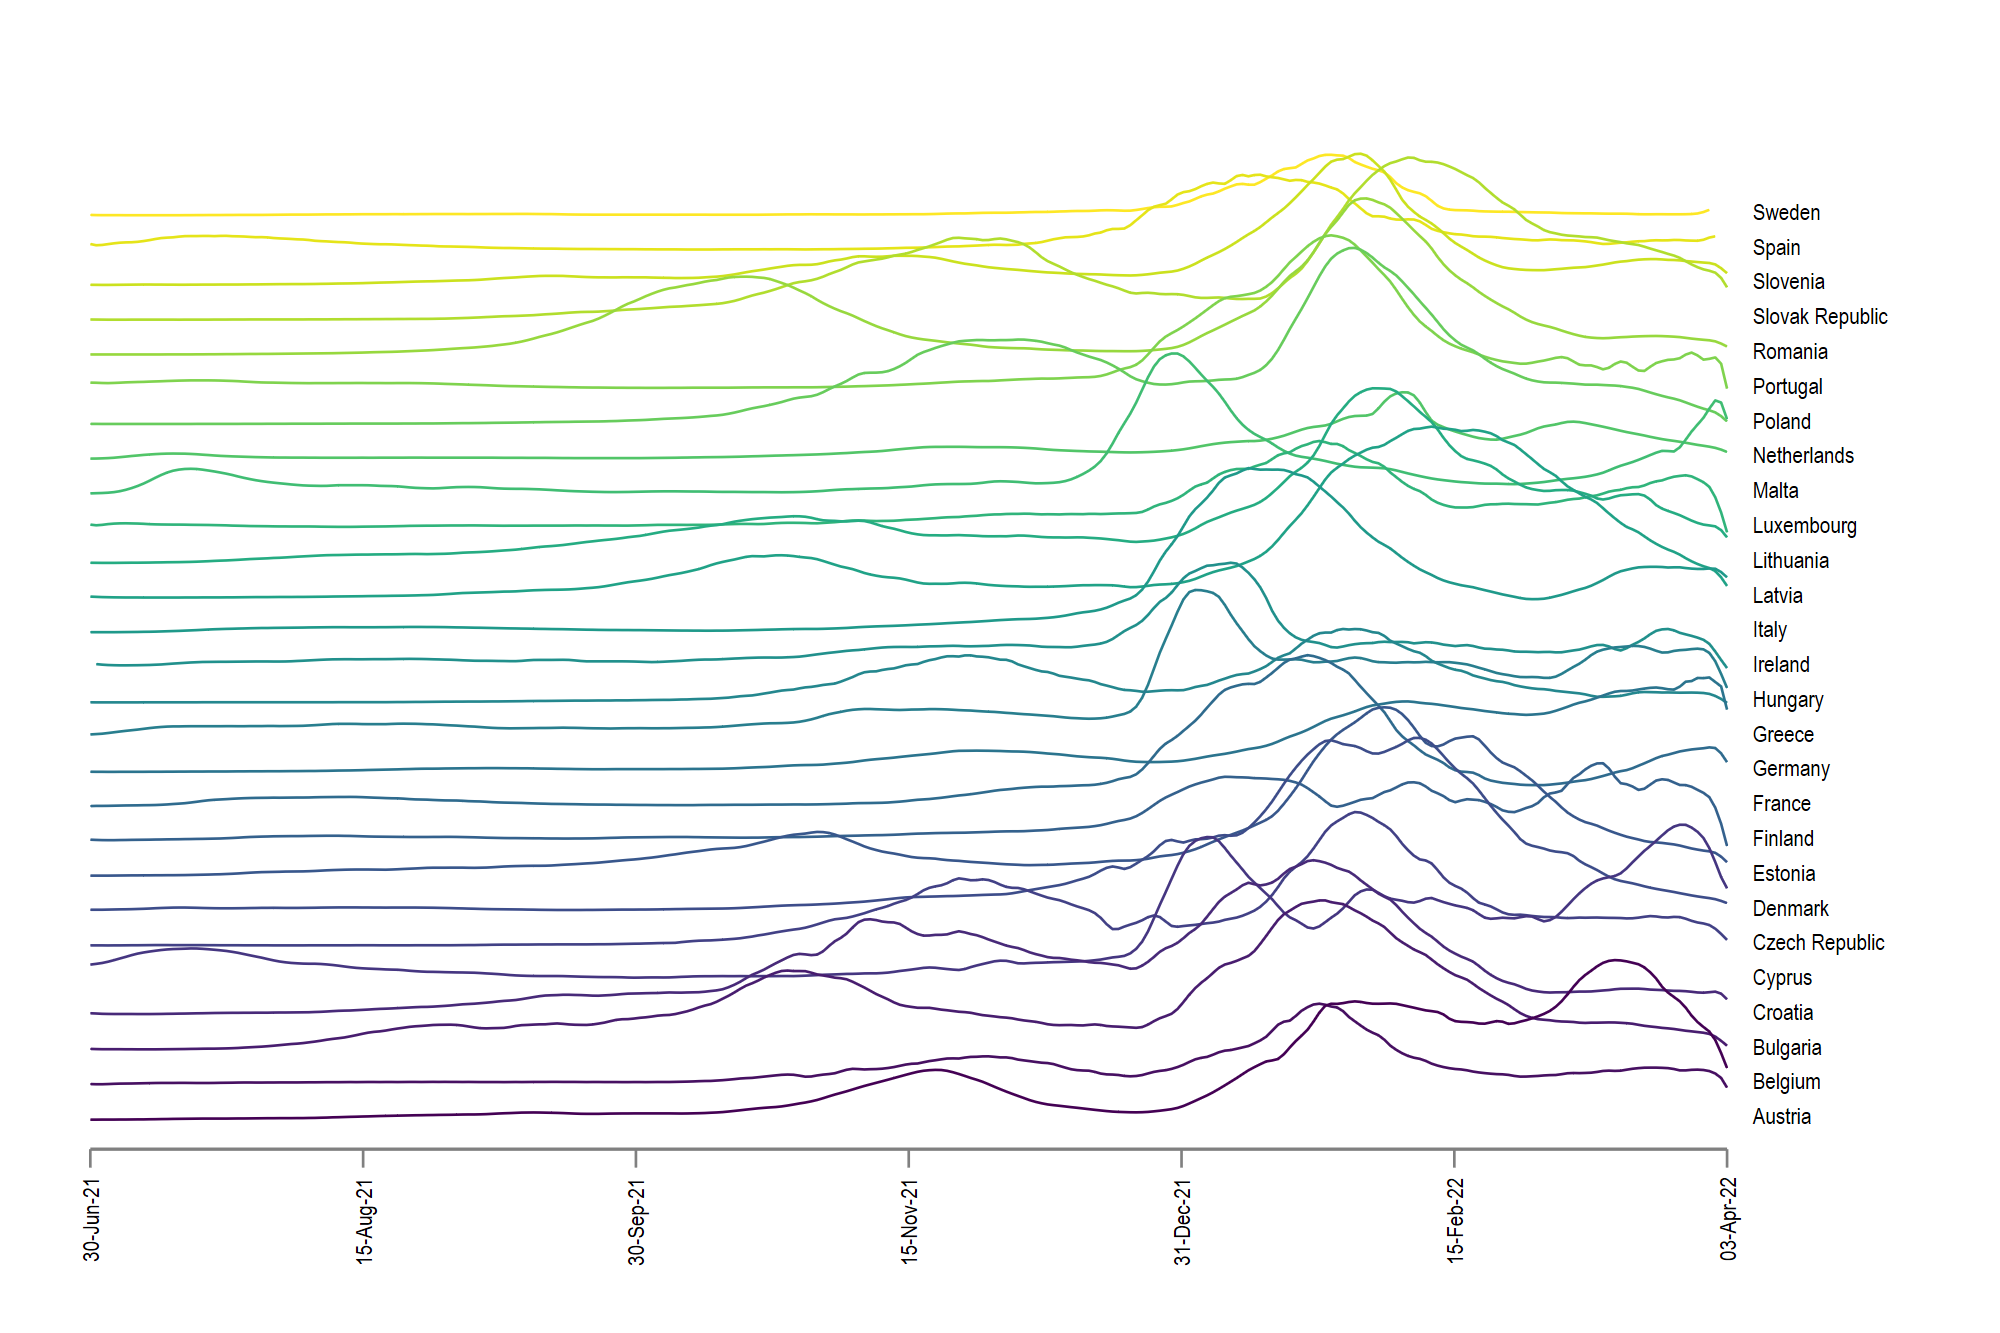 Sweden
Spain
Slovenia
Slovak Republic
Romania
Portugal
Poland
Netherlands
Malta
Luxembourg
Lithuania
Latvia
Italy
Ireland
Hungary
Greece
Germany
France
Finland
Estonia
Denmark
Czech Republic
Cyprus
Croatia
Bulgaria
Belgium
Austria
30-Jun-21
15-Aug-21
30-Sep-21
15-Nov-21
31-Dec-21
15-Feb-22
03-Apr-22